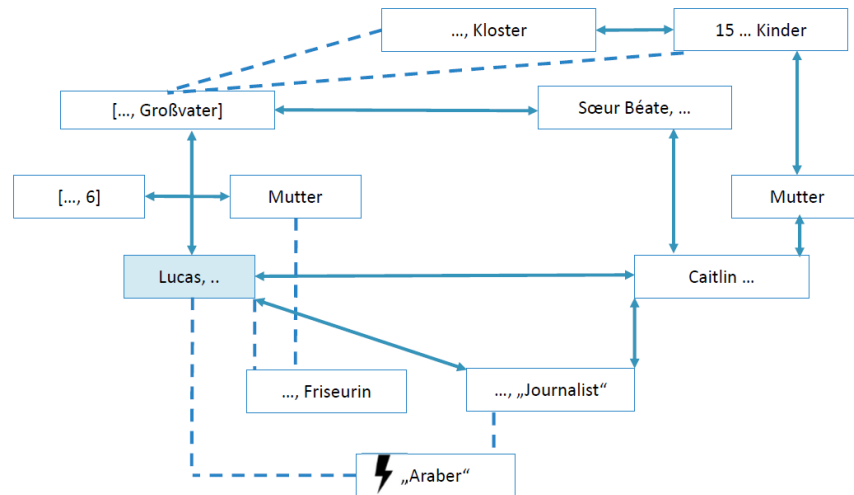 …, Kloster
15 … Kinder
[…, Großvater]
Sœur Béate, …
[…, 6]
Mutter
Mutter
Lucas, ..
Caitlin …
…, Friseurin
…, „Journalist“
„Araber“